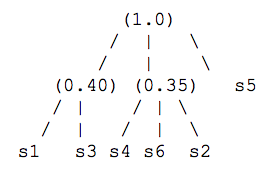 (1.0)
/ | \
/ | \
(0.40) (0.35) s5
/ | / | \
/ | / | \
s1 s3 s4 s6 s2